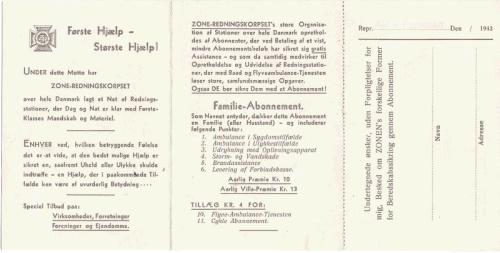 Første Hjælp –
Største Hjælp!
UNDER dette Motto har
ZONE-REDNINGSKORPSET
over hele Danmark lagt et Net af Rednings-
stationer, der Dag og Nat er klar med Første-
Klasses Mandskab og Materiel.
ENHVER ved, hvilken betryggende Følelse
det er at vide, at den bedst mulige Hjælp er
sikret en, saafremt Uheld eller Ulykke skulde
indtræffe – en Hjælp, der i paakommende Til-
fælde kan være af uvurderlig Betydning
Special Tilbud paa:
Virksomheder, Forretninger
Foreninger og Ejendomme.
ZONE-REDNINGSKORPSET's store Organisa-
tion af Stationer over hele Danmark oprethol-
des af Abonnenter, der ved Betaling af et vist,
mindre Abonnementsbeløb har sikret sig gratis
Assistance – og som da samtidig medvirker til
Opretholdelse og Udvidelse af Redningsstatio-
ner, der med Baad og Flyveambulance-Tjenesten
løser store, samfundsmæssige Opgaver.
Ogsaa DE bør sikre Dem med et Abonnement!
Familie-Abonnement.
Som Navnet antyder, dækker dette Abonnement
en Familie (eller Husstand) – og inkluderer
følgende Punkter:
1. Ambulance i Sygdomstilfælde
2. Ambulance i Ulykkestilfælde
3. Udrykning med Oplivningsapparat
4. Storm- og Vandskade
5. Brandassistance
6. Levering af Forbindskasse.
Aarlig Præmie Kr. 10
Aarlig Villa-Præmie Kr. 13
TILLÆG KR. 4 FOR:
10. Flyve-Ambulance-Tjenesten
11. Cykle Abonnement.
Repr.
Den / 1943
Undertegnede ønsker, uden Forpligtelser for
mig, Besked om ZONEN's forskellige Former
for Beredskabssikring gennem Abonnement.
Navn
Adresse